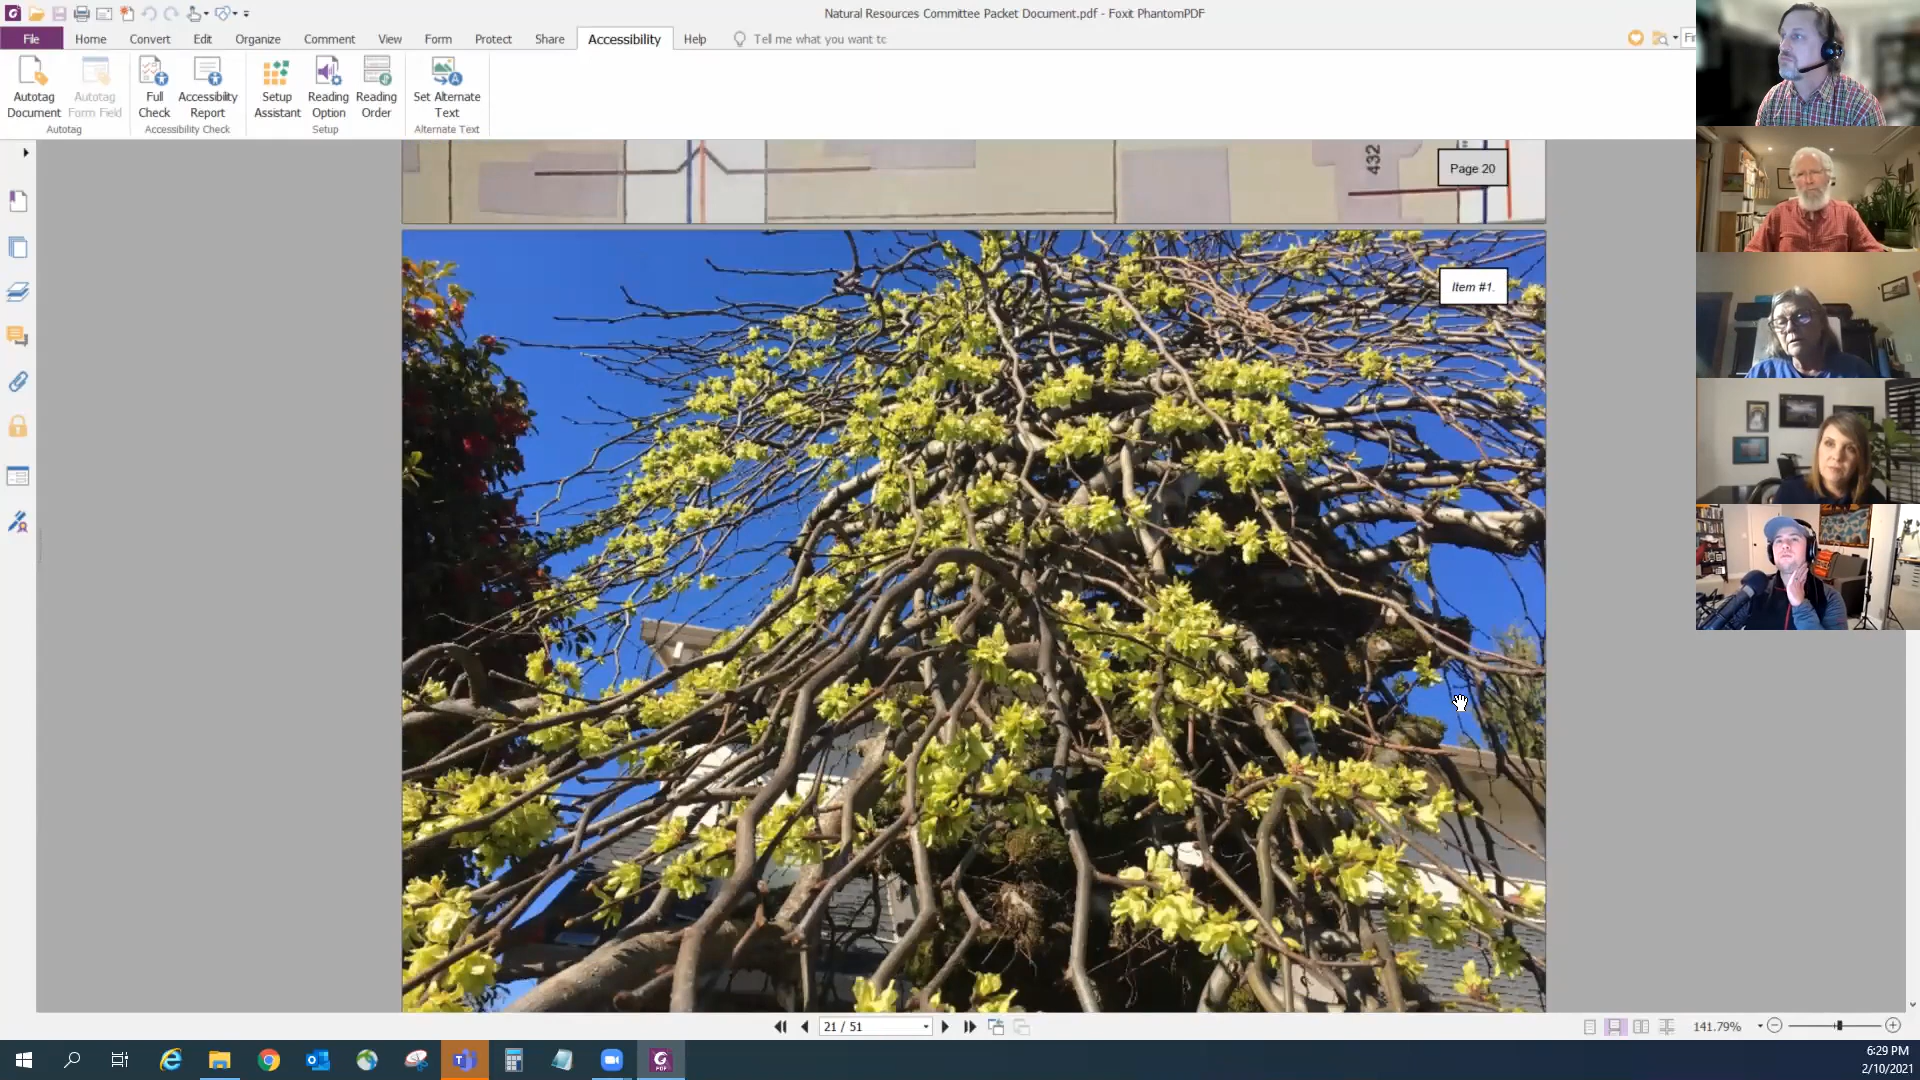 Natural Resources Committee Packet Document.pdf - Foxit PhantomPDF
File Home Convert Edit Organize Comment View Form Protect Share Accessibility Help Tell me what you want tc
Autotag Document
Autotag Form Field
Full Check
Accessibility Report
Setup Assistant
Reading Option
Reading Order
Set Alternate Text
Autotag Accessibility Check Setup Alternate Text
432
Page 20
Item #1.
21 / 51
141.79%
6:29 PM
2/10/2021